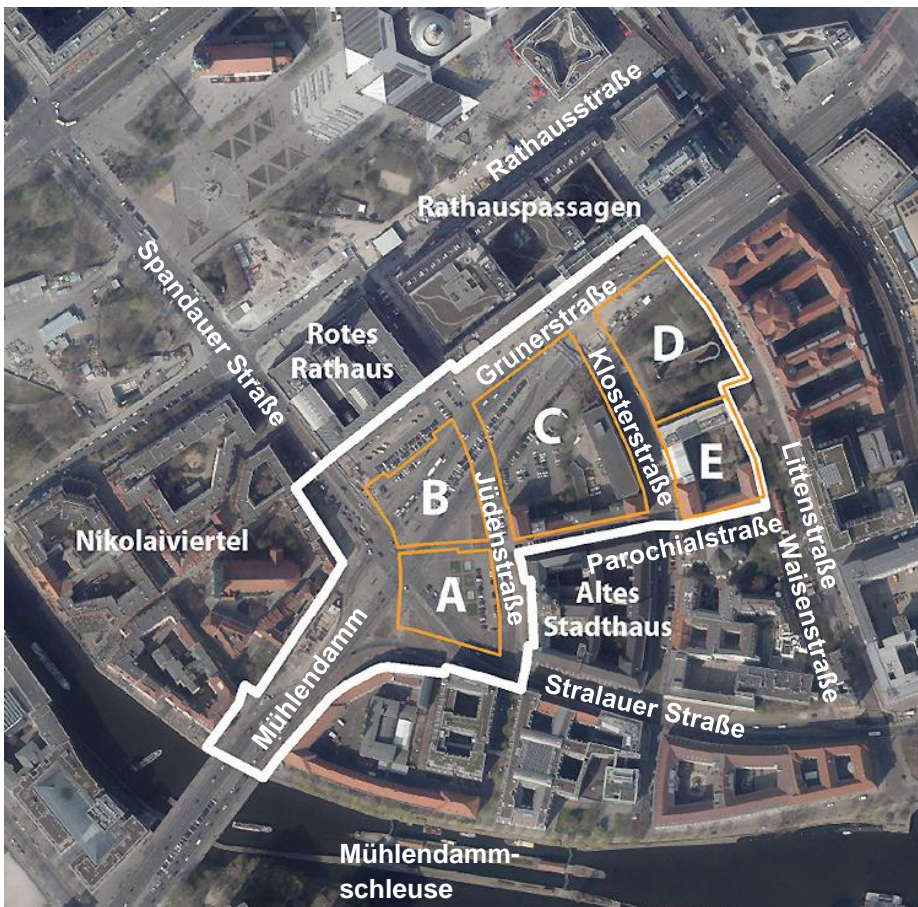 Rathausstraße
Rathauspassagen
Spandauer Straße
Grunerstraße
Rotes
Rathaus
D
Klosterstraße
C
E
B
Jüdenstraße
Littenstraße
Nikolaiviertel
Parochialstraße
Waisenstraße
A
Altes
Stadthaus
Mühlendamm
Stralauer Straße
Mühlendamm-
schleuse